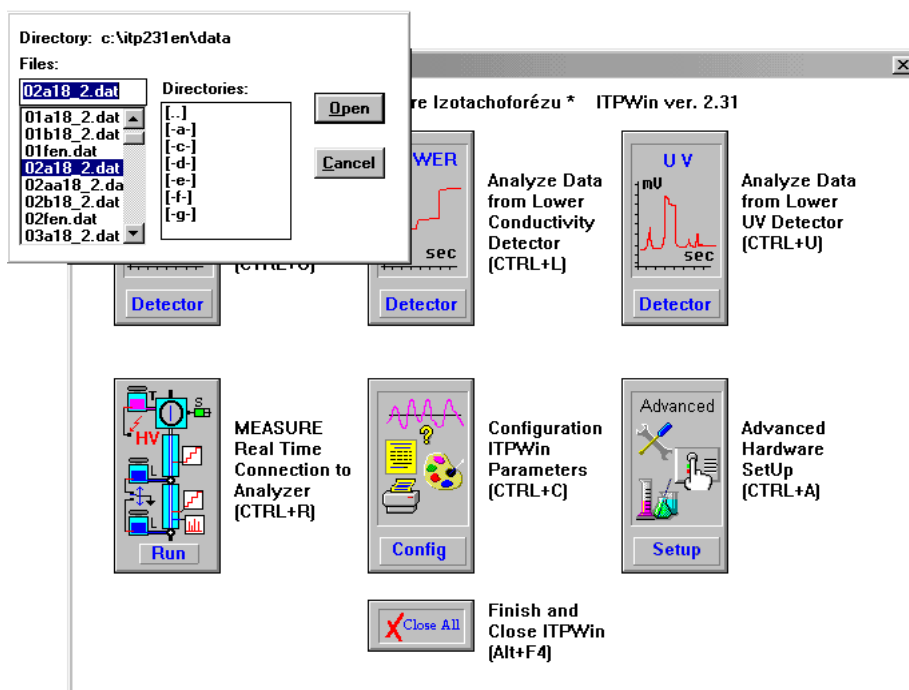 Directory: c:\itp231en\data
Files:
02a18_2.dat
01a18_2.dat
01b18_2.dat
01fen.dat
02a18_2.dat
02aa18_2.da
02b18_2.dat
02fen.dat
03a18_2.dat
Directories:
[..]
[-a-]
[-c-]
[-d-]
[-e-]
[-f-]
[-g-]
Open
Cancel
re Izotachoforézu * ITPWin ver. 2.31
Detector
WER
sec
Detector
Analyze Data
from Lower
Conductivity
Detector
(CTRL+L)
UV
mV
sec
Detector
Analyze Data
from Lower
UV Detector
(CTRL+U)
T
S
HV
L
L
Run
MEASURE
Real Time
Connection to
Analyzer
(CTRL+R)
?
Config
Configuration
ITPWin
Parameters
(CTRL+C)
Advanced
Setup
Advanced
Hardware
SetUp
(CTRL+A)
X Close All
Finish and
Close ITPWin
(Alt+F4)